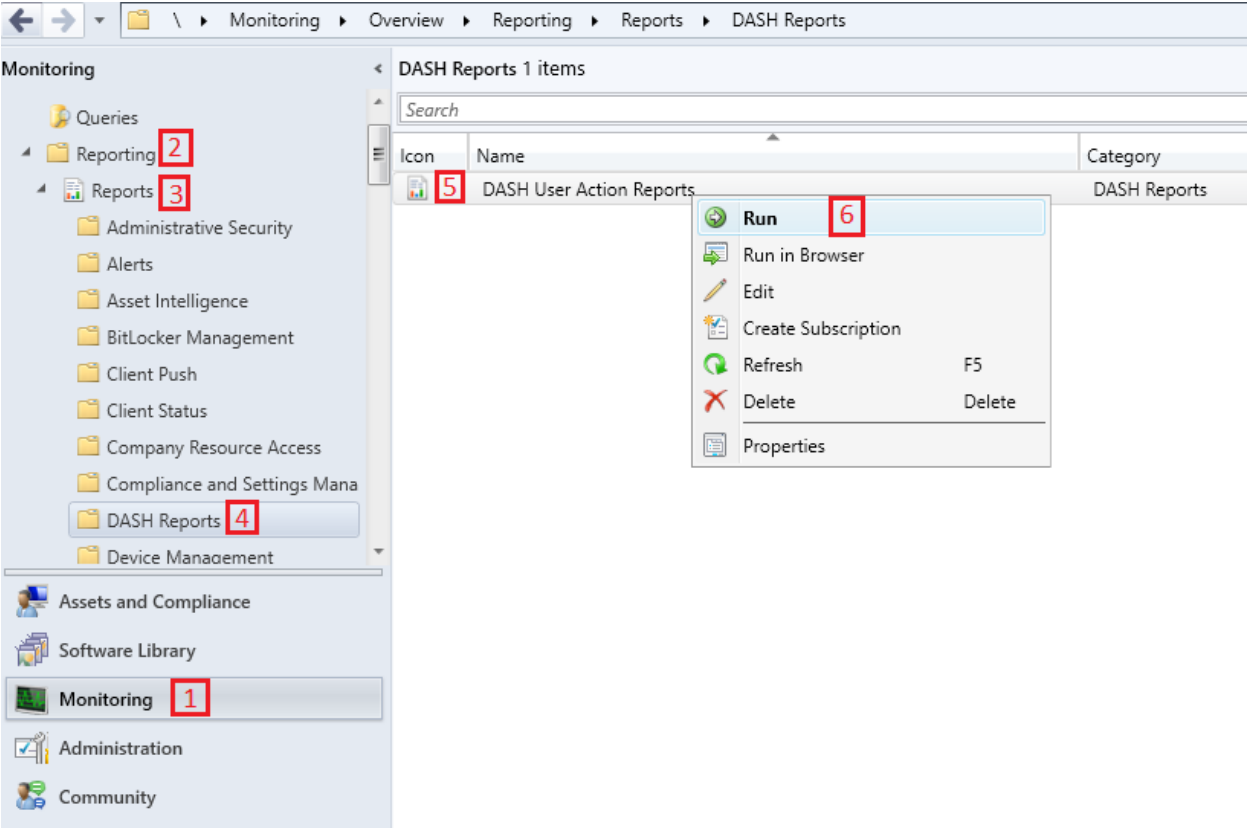 \ Monitoring Overview Reporting Reports DASH Reports
Monitoring
Queries
Reporting 2
Reports 3
Administrative Security
Alerts
Asset Intelligence
BitLocker Management
Client Push
Client Status
Company Resource Access
Compliance and Settings Mana
DASH Reports 4
Device Management
Assets and Compliance
Software Library
Monitoring 1
Administration
Community
DASH Reports 1 items
Search
Icon Name Category
5 DASH User Action Reports DASH Reports
Run 6
Run in Browser
Edit
Create Subscription
Refresh F5
Delete Delete
Properties